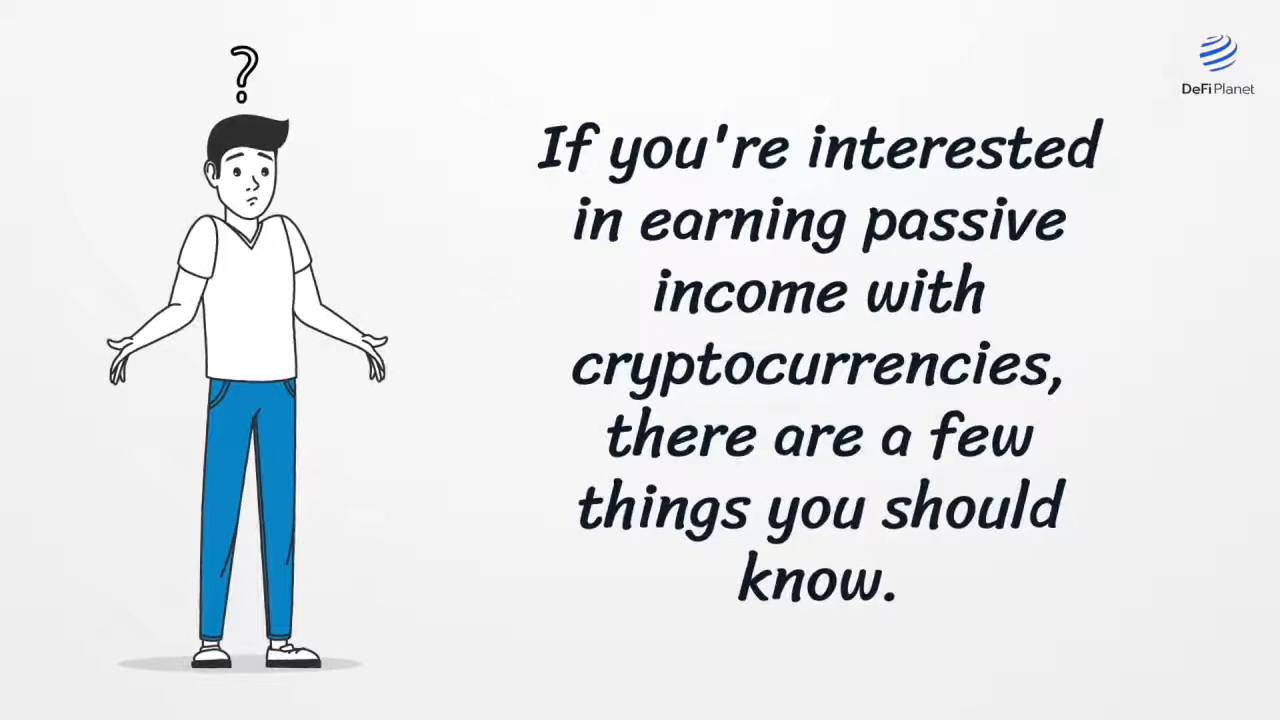 ?
DeFi Planet
If you're interested
in earning passive
income with
cryptocurrencies,
there are a few
things you should
know.